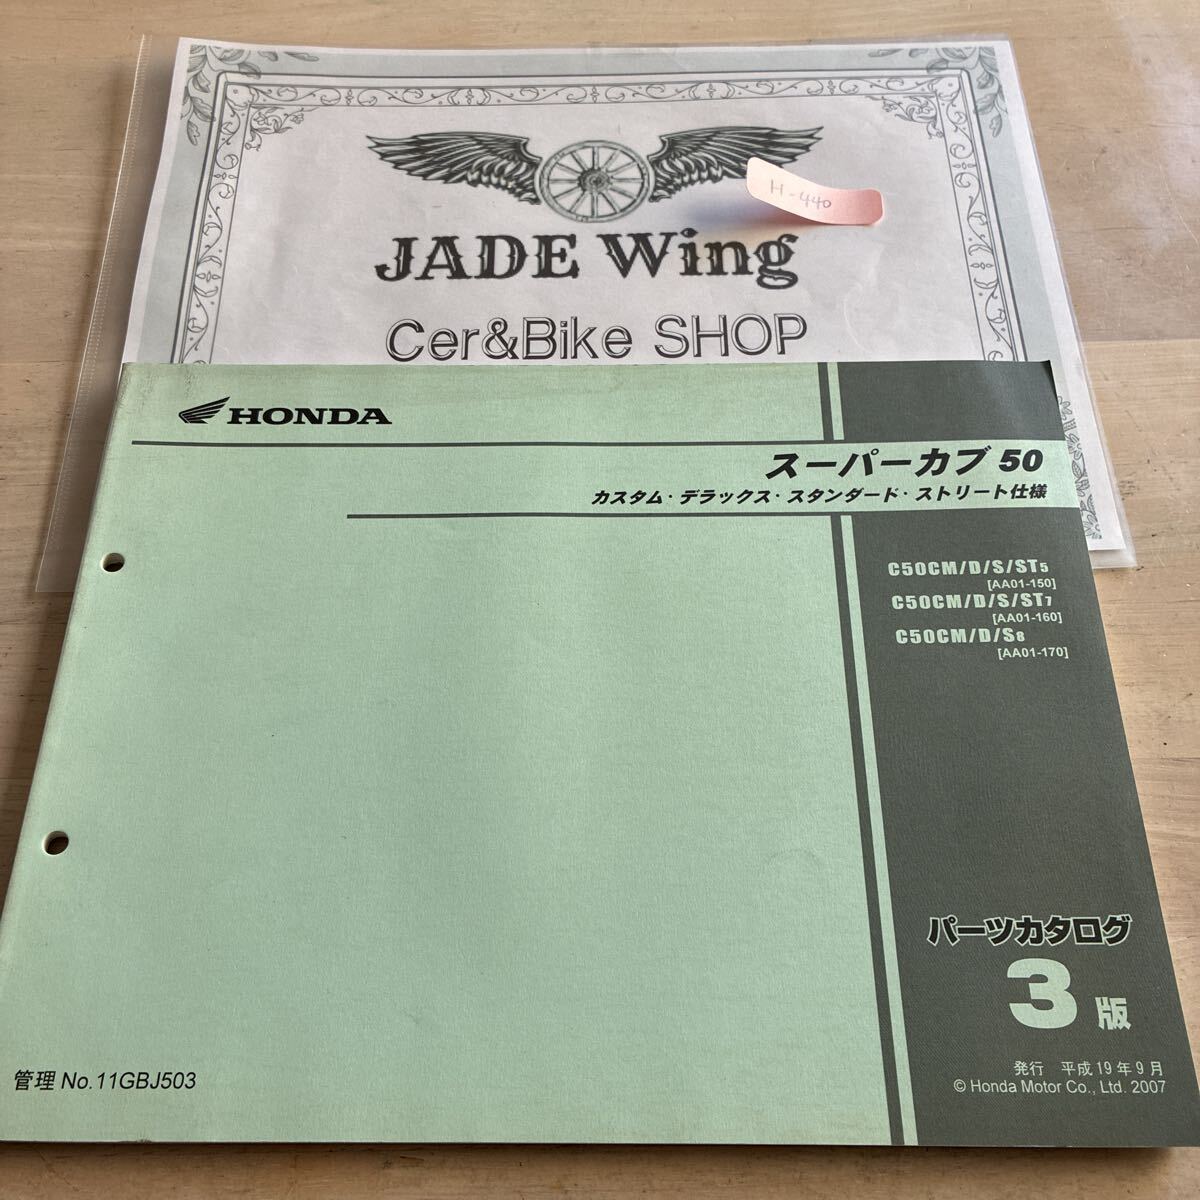 H-440
JADE Wing
Cer&Bike SHOP
HONDA
スーパーカブ 50
カスタム・デラックス・スタンダード・ストリート仕様
C50CM/D/S/ST5
[AA01-150]
C50CM/D/S/ST7
[AA01-160]
C50CM/D/S8
[AA01-170]
パーツカタログ
3 版
発行 平成 19 年 9 月
© Honda Motor Co., Ltd. 2007
管理 No.11GBJ503